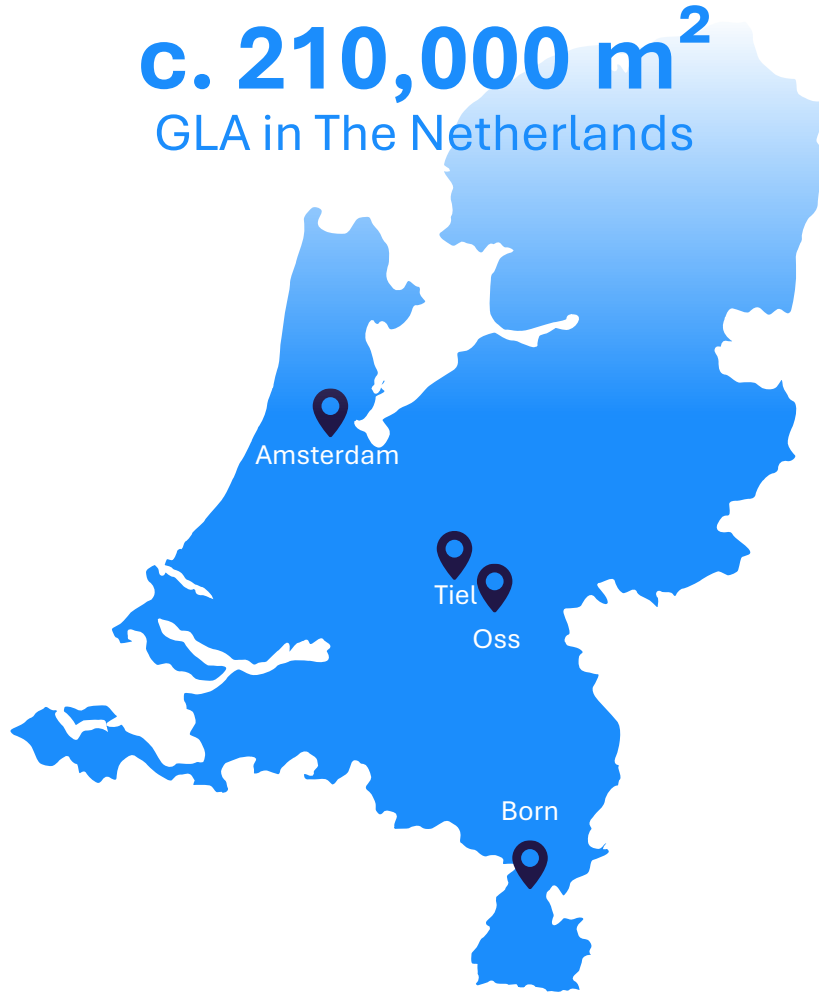 c. 210,000 m²
GLA in The Netherlands
Amsterdam
Tiel
Oss
Born